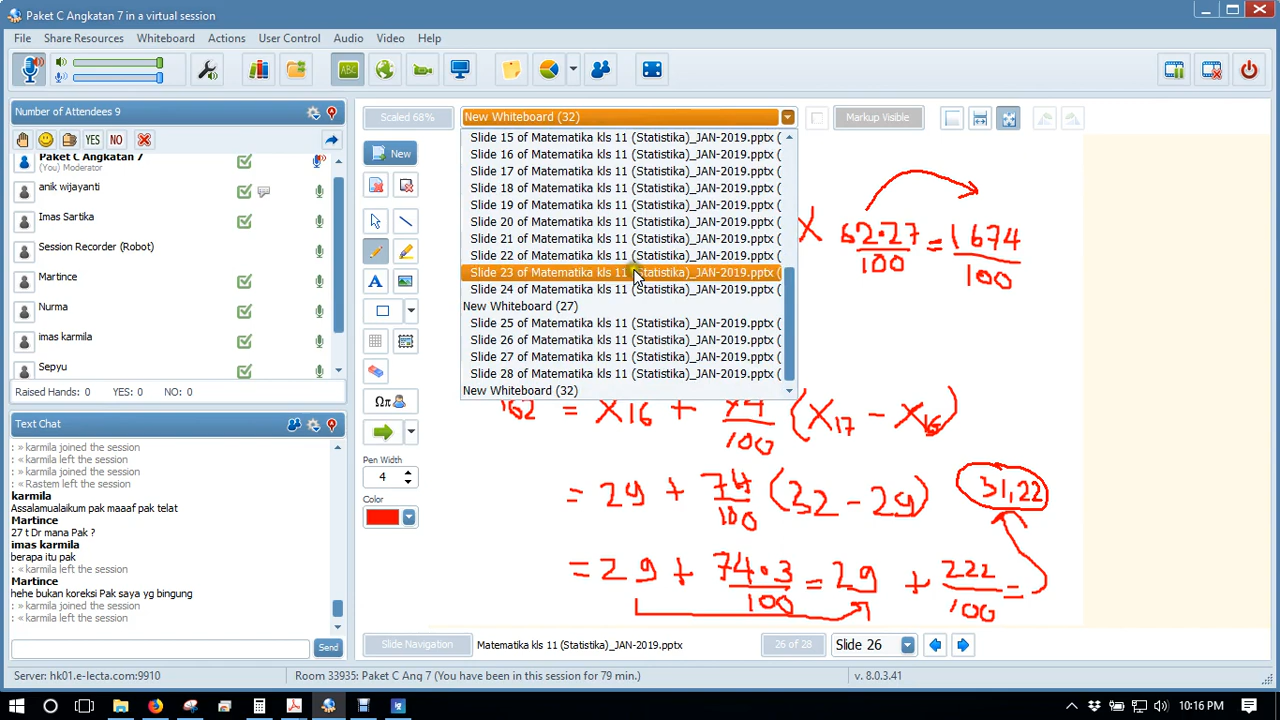 Paket C Angkatan 7 in a virtual session
File Share Resources Whiteboard Actions User Control Audio Video Help
ABC
Number of Attendees 9
YES NO
Paket C Angkatan 7
(You) Moderator
anik wijayanti
Imas Sartika
Session Recorder (Robot)
Martince
Nurma
imas karmila
Sepyu
Raised Hands: 0 YES: 0 NO: 0
Text Chat
: » karmila joined the session
: « karmila left the session
: » karmila joined the session
: « Rastem left the session
karmila
Assalamualaikum pak maaaf pak telat
Martince
27 t Dr mana Pak ?
imas karmila
berapa itu pak
: « karmila left the session
Martince
hehe bukan koreksi Pak saya yg bingung
: « karmila left the session
Send
Scaled 68%
New Whiteboard (32)
Markup Visible
New
Slide 15 of Matematika kls 11 (Statistika)_JAN-2019.pptx (
Slide 16 of Matematika kls 11 (Statistika)_JAN-2019.pptx (
Slide 17 of Matematika kls 11 (Statistika)_JAN-2019.pptx (
Slide 18 of Matematika kls 11 (Statistika)_JAN-2019.pptx (
Slide 19 of Matematika kls 11 (Statistika)_JAN-2019.pptx (
Slide 20 of Matematika kls 11 (Statistika)_JAN-2019.pptx (
Slide 21 of Matematika kls 11 (Statistika)_JAN-2019.pptx (
Slide 22 of Matematika kls 11 (Statistika)_JAN-2019.pptx (
Slide 23 of Matematika kls 11 (Statistika)_JAN-2019.pptx (
Slide 24 of Matematika kls 11 (Statistika)_JAN-2019.pptx (
New Whiteboard (27)
Slide 25 of Matematika kls 11 (Statistika)_JAN-2019.pptx (
Slide 26 of Matematika kls 11 (Statistika)_JAN-2019.pptx (
Slide 27 of Matematika kls 11 (Statistika)_JAN-2019.pptx (
Slide 28 of Matematika kls 11 (Statistika)_JAN-2019.pptx (
New Whiteboard (32)
A
Ωπ
Pen Width
4
Color
X 62·27/100 = 1674/100
= X16 + 74/100 (X17 - X16)
= 29 + 74/100 (32 - 29) 31,22
= 29 + 74·3/100 = 29 + 222/100 =
Slide Navigation Matematika kls 11 (Statistika)_JAN-2019.pptx 26 of 28 Slide 26
Server: hk01.e-lecta.com:9910 Room 33935: Paket C Ang 7 (You have been in this session for 79 min.) v. 8.0.3.41
10:16 PM